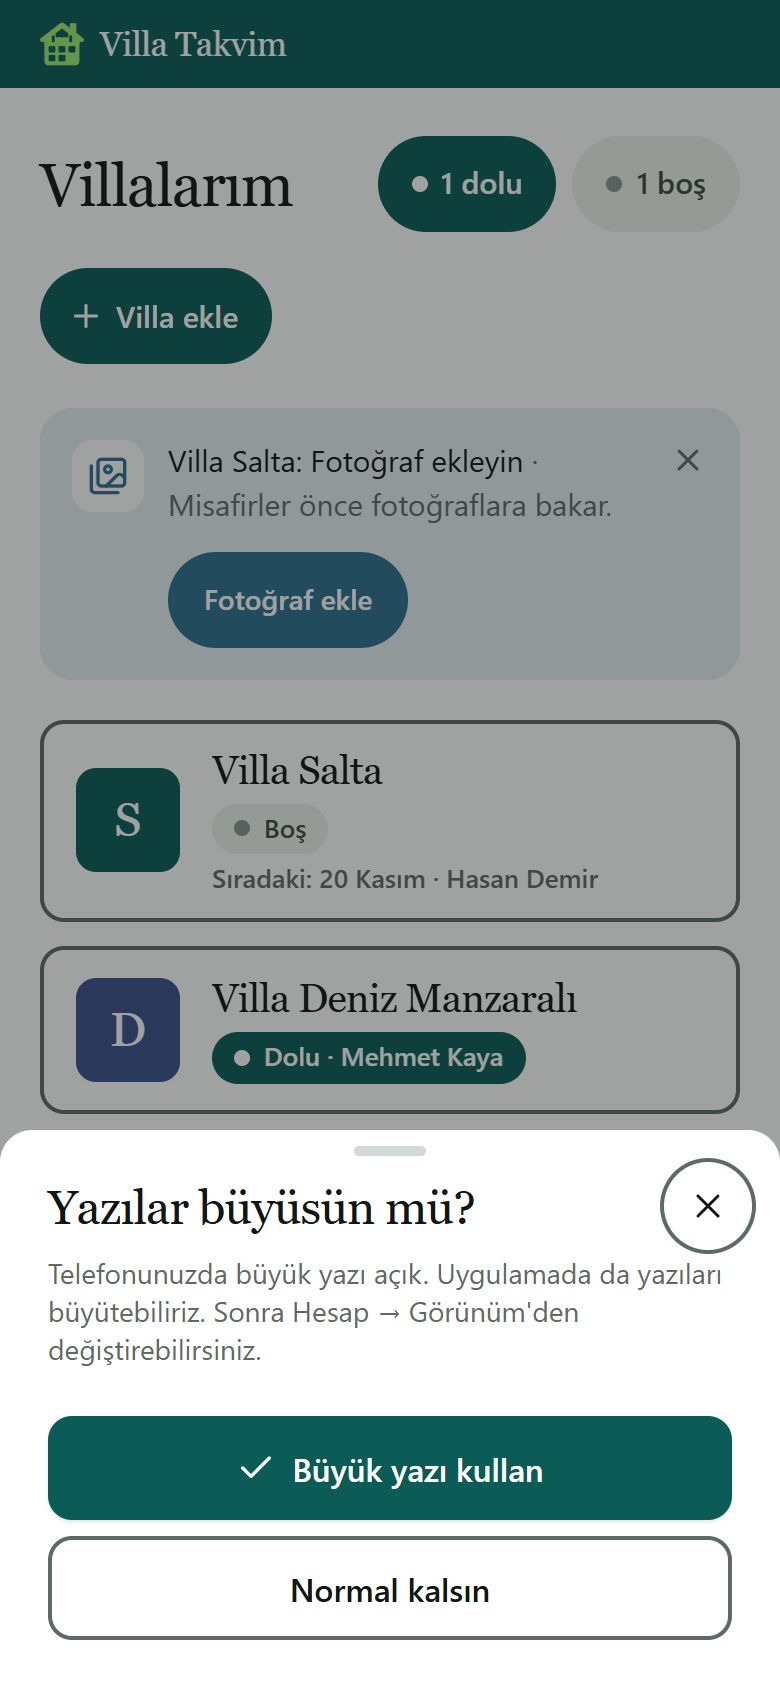 Villa Takvim
Villalarım
1 dolu
1 boş
+ Villa ekle
Villa Salta: Fotoğraf ekleyin ·
Misafirler önce fotoğraflara bakar.
Fotoğraf ekle
S
Villa Salta
Boş
Sıradaki: 20 Kasım · Hasan Demir
D
Villa Deniz Manzaralı
Dolu · Mehmet Kaya
Yazılar büyüsün mü?
Telefonunuzda büyük yazı açık. Uygulamada da yazıları
büyütebiliriz. Sonra Hesap → Görünüm'den
değiştirebilirsiniz.
Büyük yazı kullan
Normal kalsın